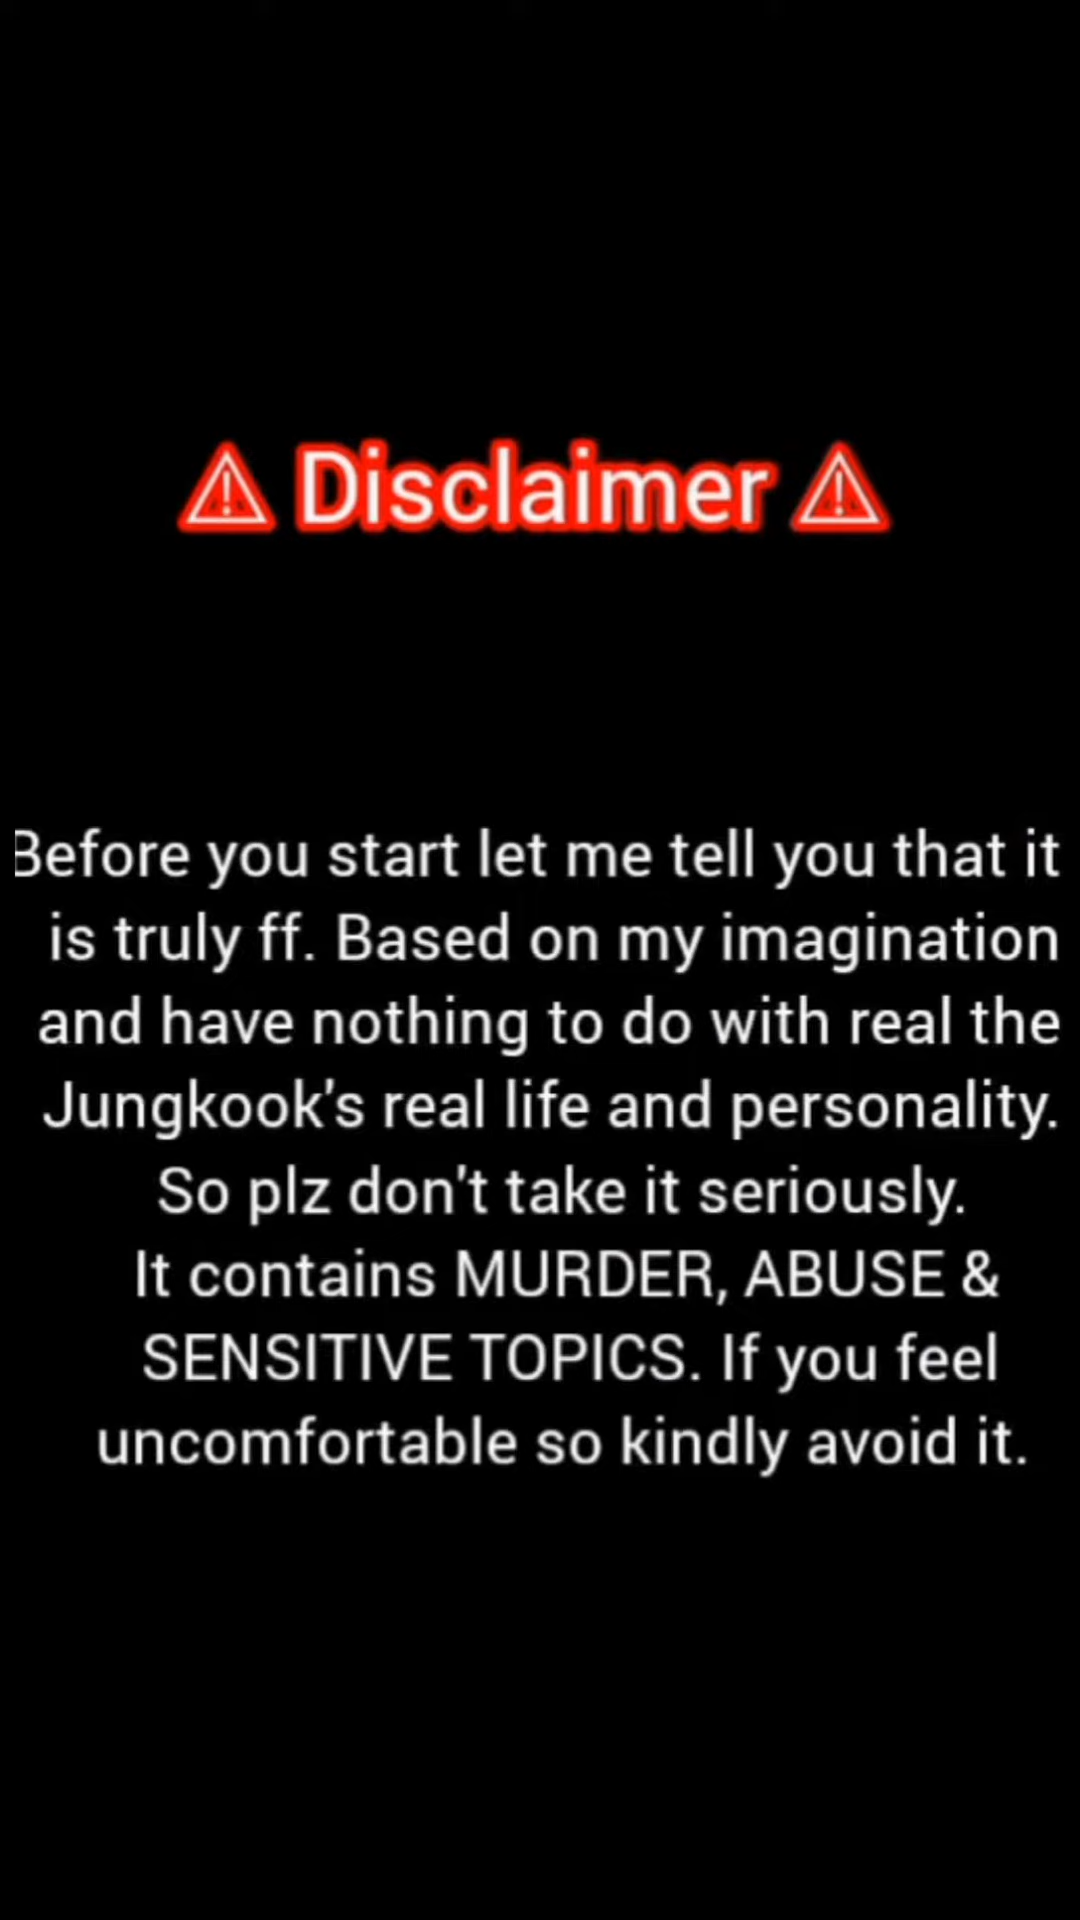 ⚠ Disclaimer ⚠
Before you start let me tell you that it
is truly ff. Based on my imagination
and have nothing to do with real the
Jungkook's real life and personality.
So plz don't take it seriously.
It contains MURDER, ABUSE &
SENSITIVE TOPICS. If you feel
uncomfortable so kindly avoid it.